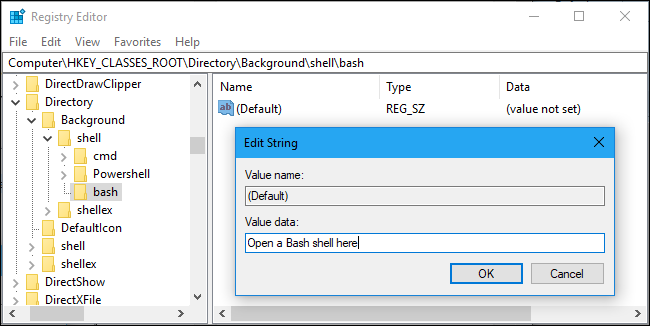 Registry Editor
File Edit View Favorites Help
Computer\HKEY_CLASSES_ROOT\Directory\Background\shell\bash
DirectDrawClipper
Directory
Background
shell
cmd
Powershell
bash
shellex
DefaultIcon
shell
shellex
DirectShow
DirectXFile
Name Type Data
ab (Default) REG_SZ (value not set)
Edit String
Value name:
(Default)
Value data:
Open a Bash shell here
OK Cancel